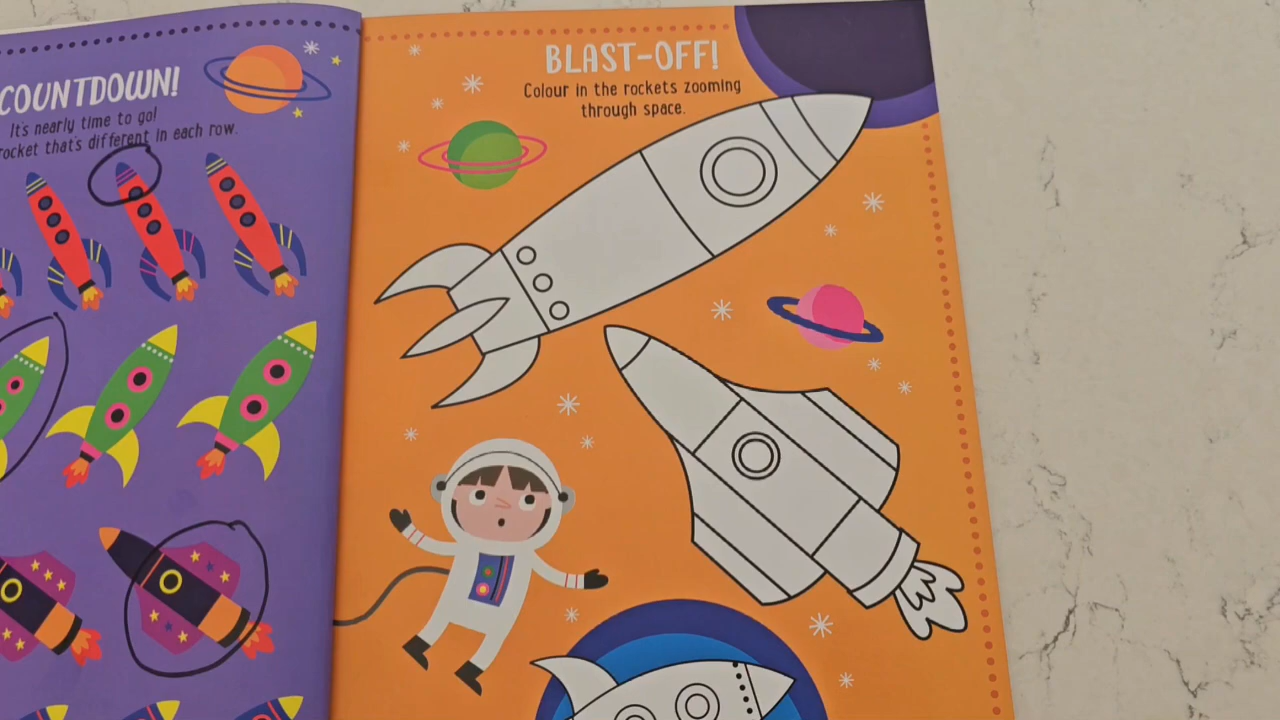 COUNTDOWN!
It's nearly time to go!
rocket that's different in each row.
BLAST-OFF!
Colour in the rockets zooming
through space.